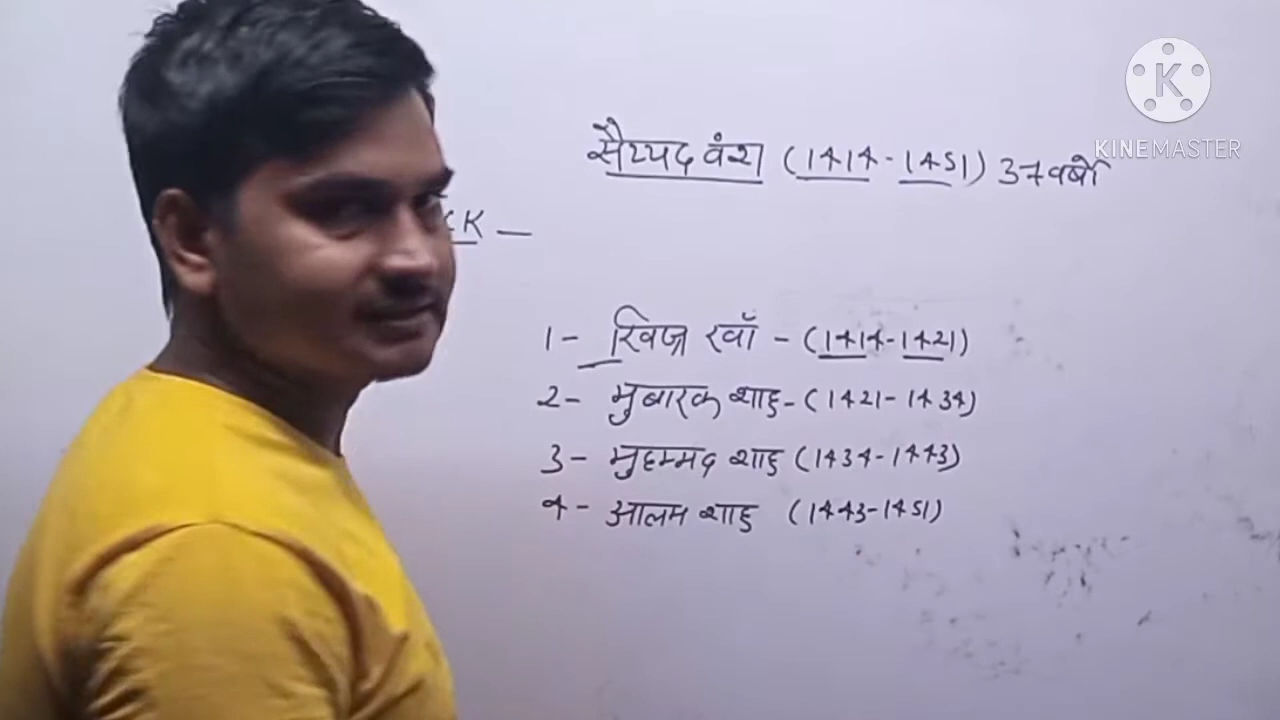 K
KINEMASTER
सैय्यद वंश (1414-1451) 37 वर्षो
CK —
1- खिज्र खाँ - (1414-1421)
2- मुबारक शाह - (1421-1434)
3- मुहम्मद शाह (1434-1443)
4- आलम शाह (1443-1451)